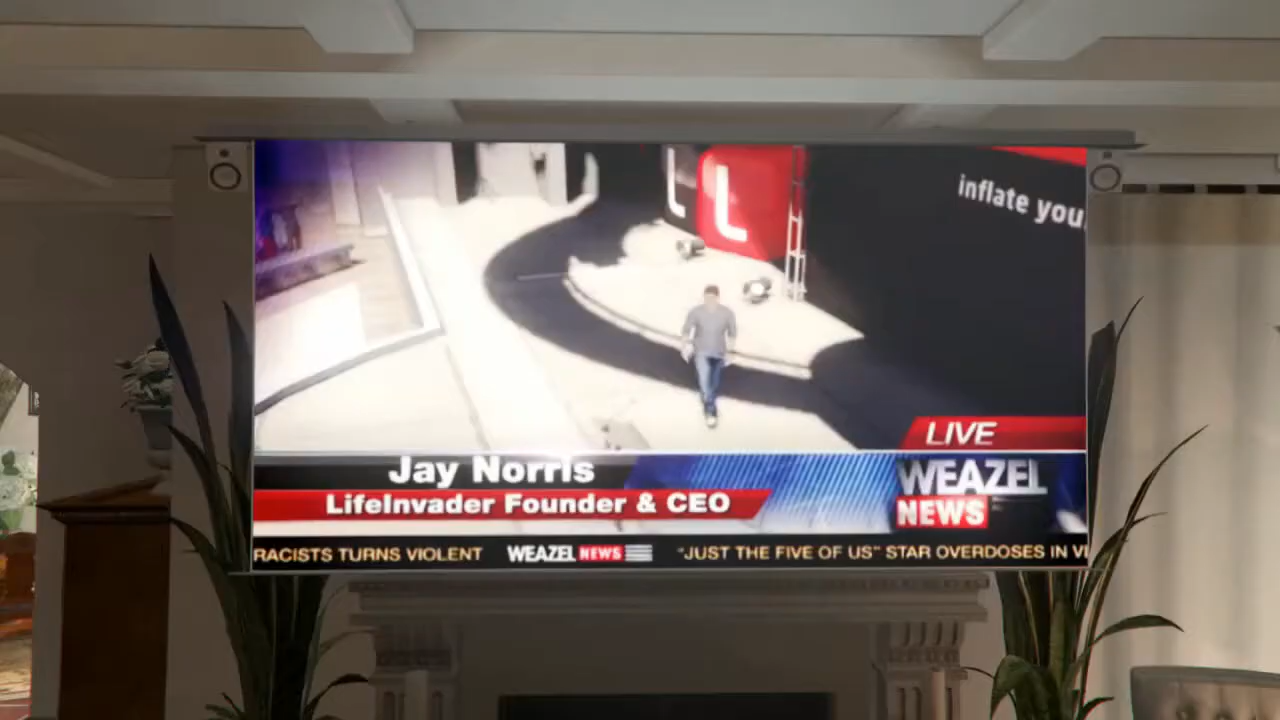 L L
inflate you
LIVE
Jay Norris
WEAZEL
LifeInvader Founder & CEO
NEWS
RACISTS TURNS VIOLENT WEAZEL NEWS "JUST THE FIVE OF US" STAR OVERDOSES IN VI